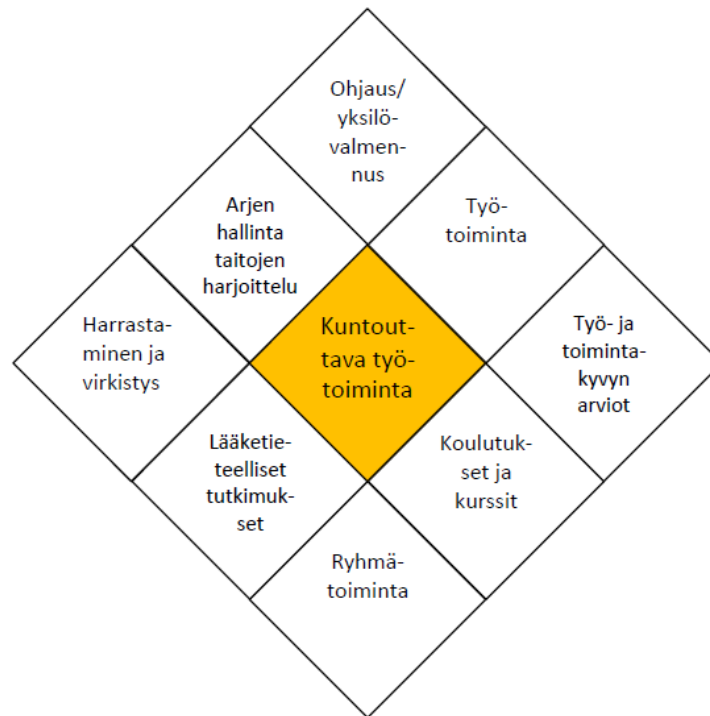 Ohjaus/
yksilö-
valmen-
nus
Arjen
hallinta
taitojen
harjoittelu
Työ-
toiminta
Harrasta-
minen ja
virkistys
Kuntout-
tava työ-
toiminta
Työ- ja
toiminta-
kyvyn
arviot
Lääketie-
teelliset
tutkimuk-
set
Koulutuk-
set ja
kurssit
Ryhmä-
toiminta